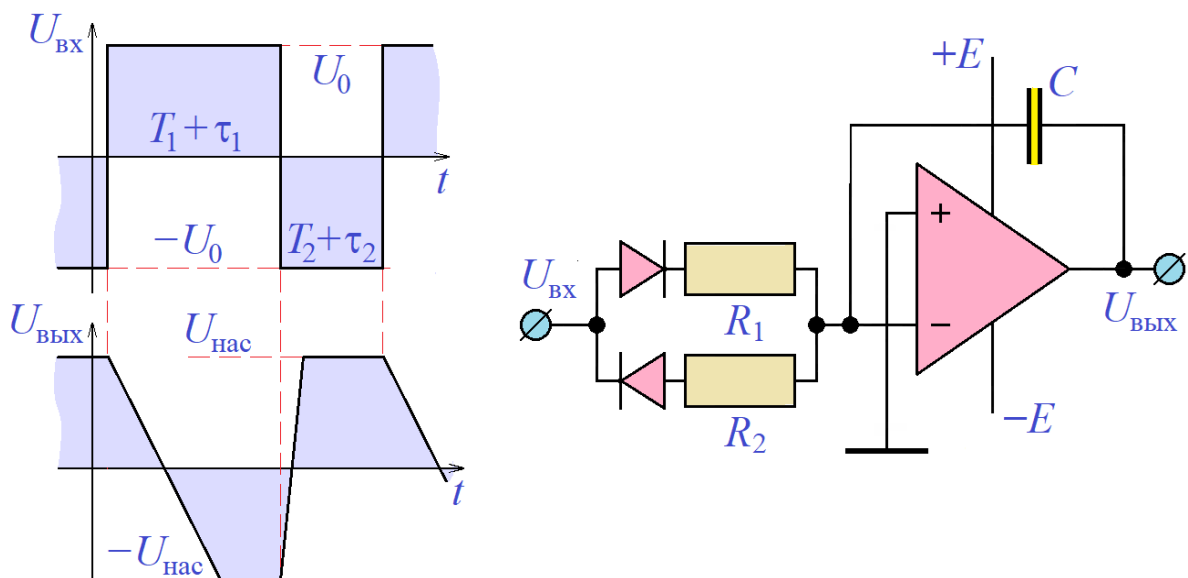 Uвх
U₀
T₁+τ₁
t
−U₀
T₂+τ₂
Uвых
Uнас
t
−Uнас
+E
C
+
Uвх
R₁
−
Uвых
R₂
−E